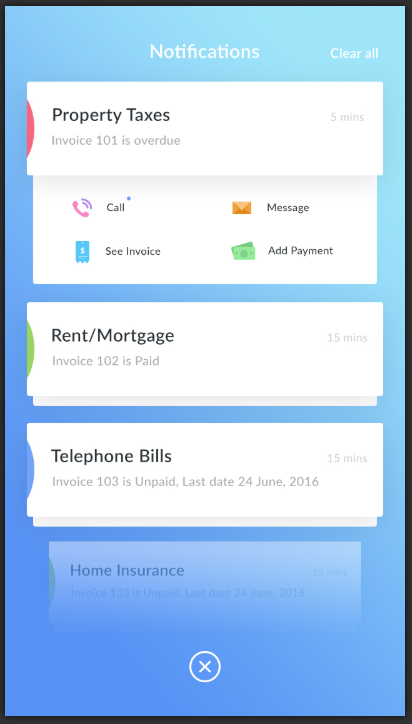 Notifications
Clear all
Property Taxes
5 mins
Invoice 101 is overdue
Call
Message
$
See Invoice
Add Payment
Rent/Mortgage
15 mins
Invoice 102 is Paid
Telephone Bills
15 mins
Invoice 103 is Unpaid, Last date 24 June, 2016
Home Insurance
15 mins
Invoice 103 is Unpaid, Last date 24 June, 2016